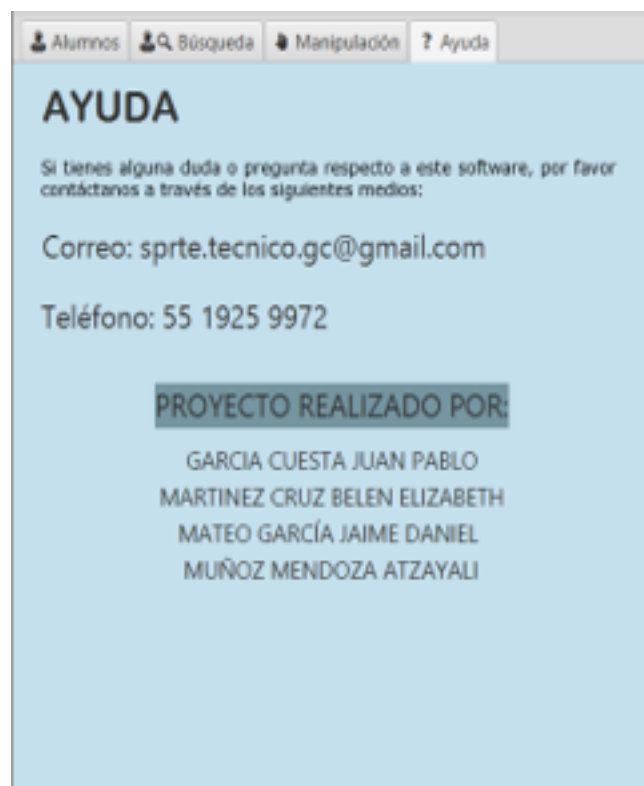 Alumnos Búsqueda Manipulación ? Ayuda
AYUDA
Si tienes alguna duda o pregunta respecto a este software, por favor
contáctanos a través de los siguientes medios:
Correo: sprte.tecnico.gc@gmail.com
Teléfono: 55 1925 9972
PROYECTO REALIZADO POR:
GARCIA CUESTA JUAN PABLO
MARTINEZ CRUZ BELEN ELIZABETH
MATEO GARCÍA JAIME DANIEL
MUÑOZ MENDOZA ATZAYALI